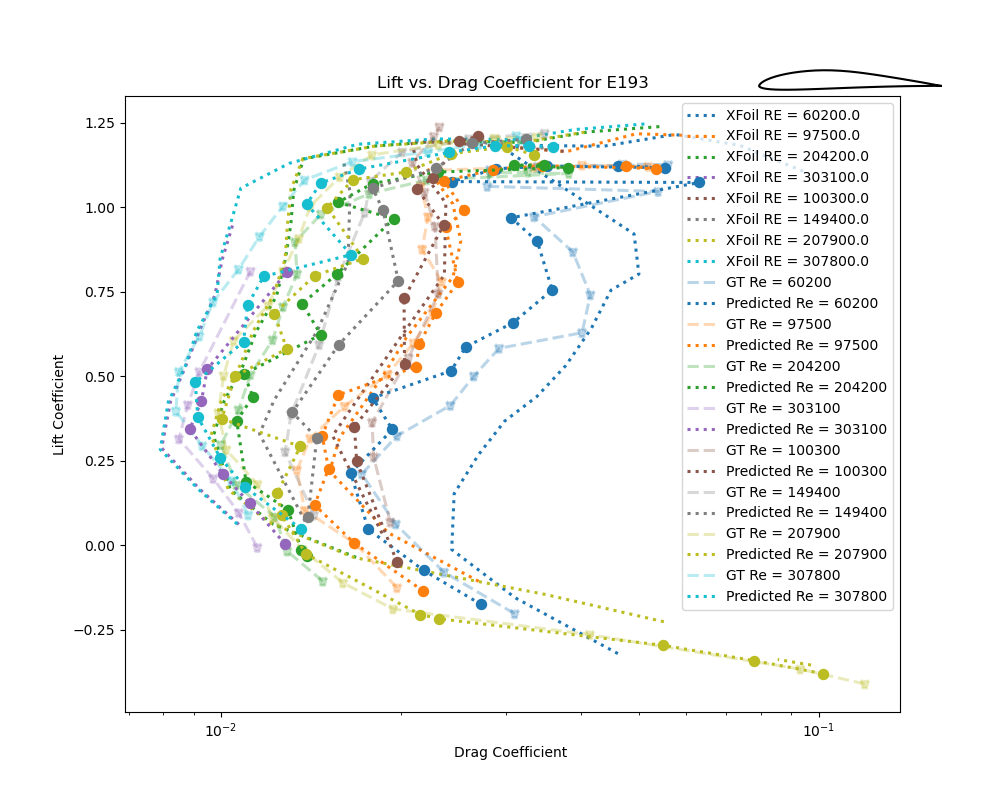 Lift vs. Drag Coefficient for E193
1.25
1.00
0.75
0.50
0.25
0.00
−0.25
Lift Coefficient
10⁻²
10⁻¹
Drag Coefficient
XFoil RE = 60200.0
XFoil RE = 97500.0
XFoil RE = 204200.0
XFoil RE = 303100.0
XFoil RE = 100300.0
XFoil RE = 149400.0
XFoil RE = 207900.0
XFoil RE = 307800.0
GT Re = 60200
Predicted Re = 60200
GT Re = 97500
Predicted Re = 97500
GT Re = 204200
Predicted Re = 204200
GT Re = 303100
Predicted Re = 303100
GT Re = 100300
Predicted Re = 100300
GT Re = 149400
Predicted Re = 149400
GT Re = 207900
Predicted Re = 207900
GT Re = 307800
Predicted Re = 307800